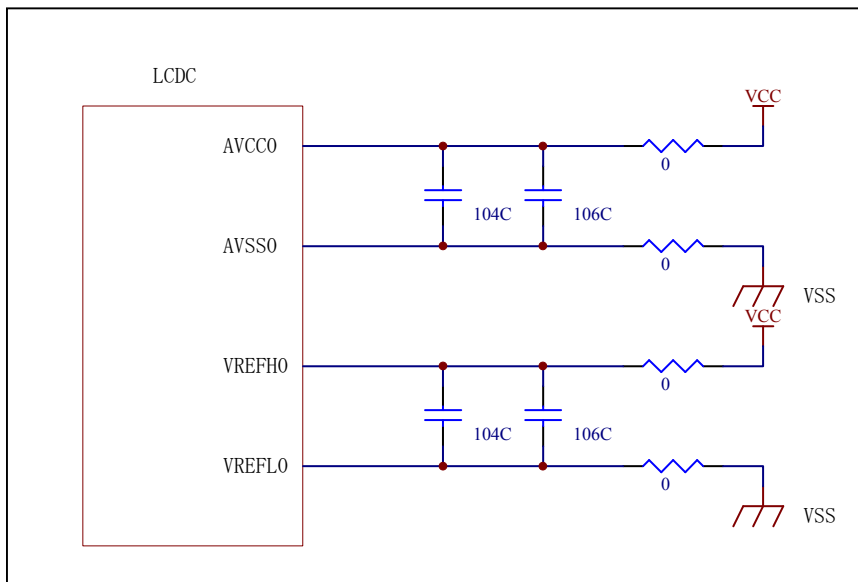 LCDC
VCC
AVCC0
0
104C
106C
AVSS0
0
VSS
VCC
VREFH0
0
104C
106C
VREFL0
0
VSS